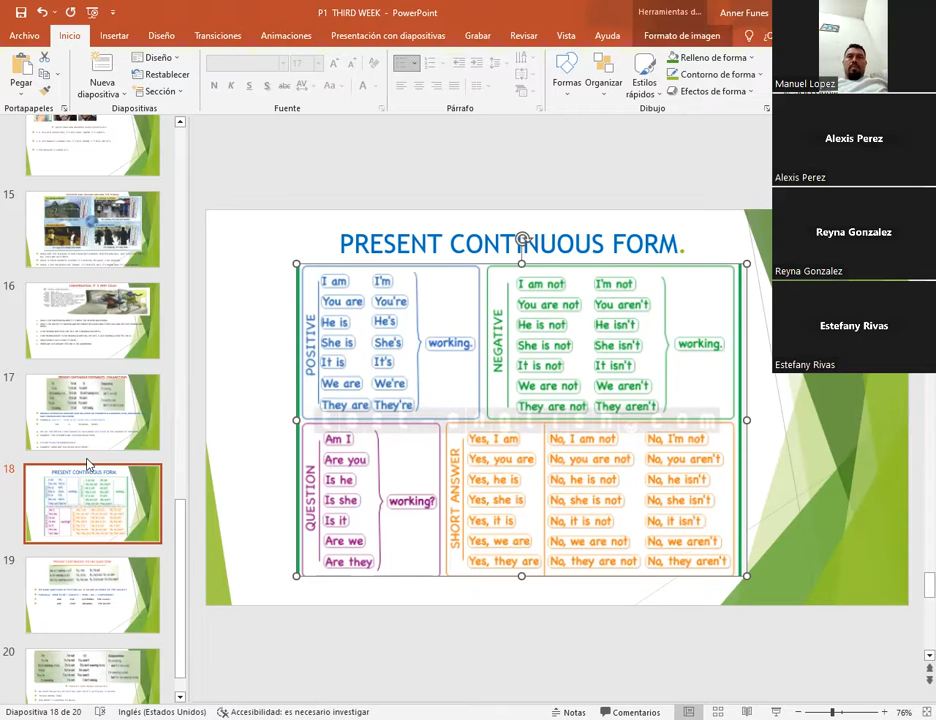 P1 THIRD WEEK - PowerPoint
Herramientas d...
Anner Funes
Archivo Inicio Insertar Diseño Transiciones Animaciones Presentación con diapositivas Grabar Revisar Vista Ayuda Formato de imagen
Pegar
Nueva
diapositiva
Diseño
Restablecer
Sección
17
N K S abc AV Aa A
Formas Organizar Estilos
rápidos
Relleno de forma
Contorno de forma
Efectos de forma
Portapapeles Diapositivas Fuente Párrafo Dibujo
Manuel Lopez
Alexis Perez
Alexis Perez
Reyna Gonzalez
Reyna Gonzalez
Estefany Rivas
Estefany Rivas
15
16
17
18
PRESENT CONTINUOUS FORM.
19
20
PRESENT CONTINUOUS FORM.
POSITIVE
I am I'm
You are You're
He is He's
She is She's
It is It's
We are We're
They are They're
working.
NEGATIVE
I am not I'm not
You are not You aren't
He is not He isn't
She is not She isn't
It is not It isn't
We are not We aren't
They are not They aren't
working.
QUESTION
Am I
Are you
Is he
Is she
Is it
Are we
Are they
working?
SHORT ANSWER
Yes, I am No, I am not No, I'm not
Yes, you are No, you are not No, you aren't
Yes, he is No, he is not No, he isn't
Yes, she is No, she is not No, she isn't
Yes, it is No, it is not No, it isn't
Yes, we are No, we are not No, we aren't
Yes, they are No, they are not No, they aren't
Diapositiva 18 de 20 Inglés (Estados Unidos) Accesibilidad: es necesario investigar Notas Comentarios 76%